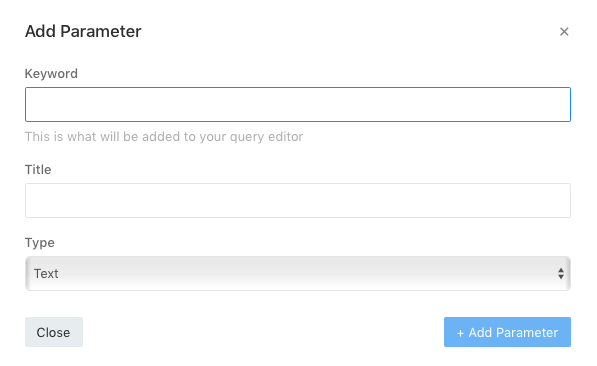 Add Parameter
×
Keyword
This is what will be added to your query editor
Title
Type
Text
Close
+ Add Parameter